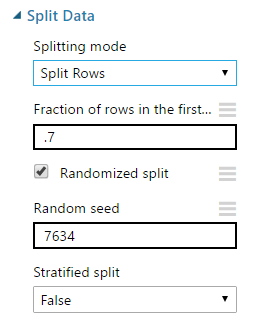 Split Data
Splitting mode
Split Rows
Fraction of rows in the first...
.7
Randomized split
Random seed
7634
Stratified split
False